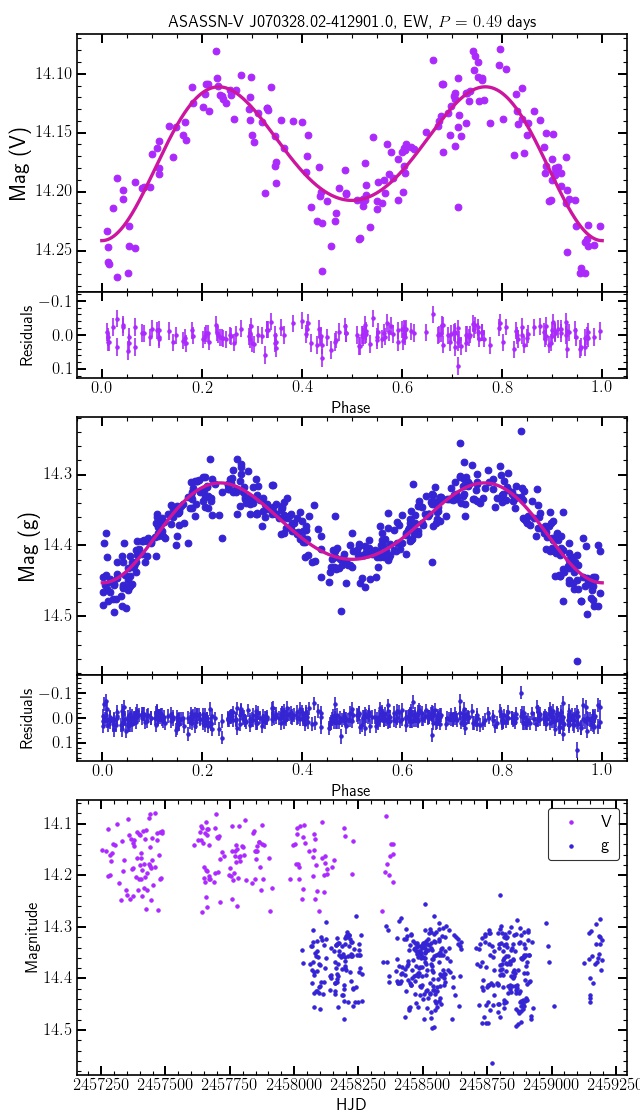 ASASSN-V J070328.02-412901.0, EW, P = 0.49 days
14.10
14.15
14.20
14.25
Mag (V)
−0.1
0.0
0.1
Residuals
0.0 0.2 0.4 0.6 0.8 1.0
Phase
14.3
14.4
14.5
Mag (g)
−0.1
0.0
0.1
Residuals
0.0 0.2 0.4 0.6 0.8 1.0
Phase
V
g
14.1
14.2
14.3
14.4
14.5
Magnitude
2457250 2457500 2457750 2458000 2458250 2458500 2458750 2459000 2459250
HJD